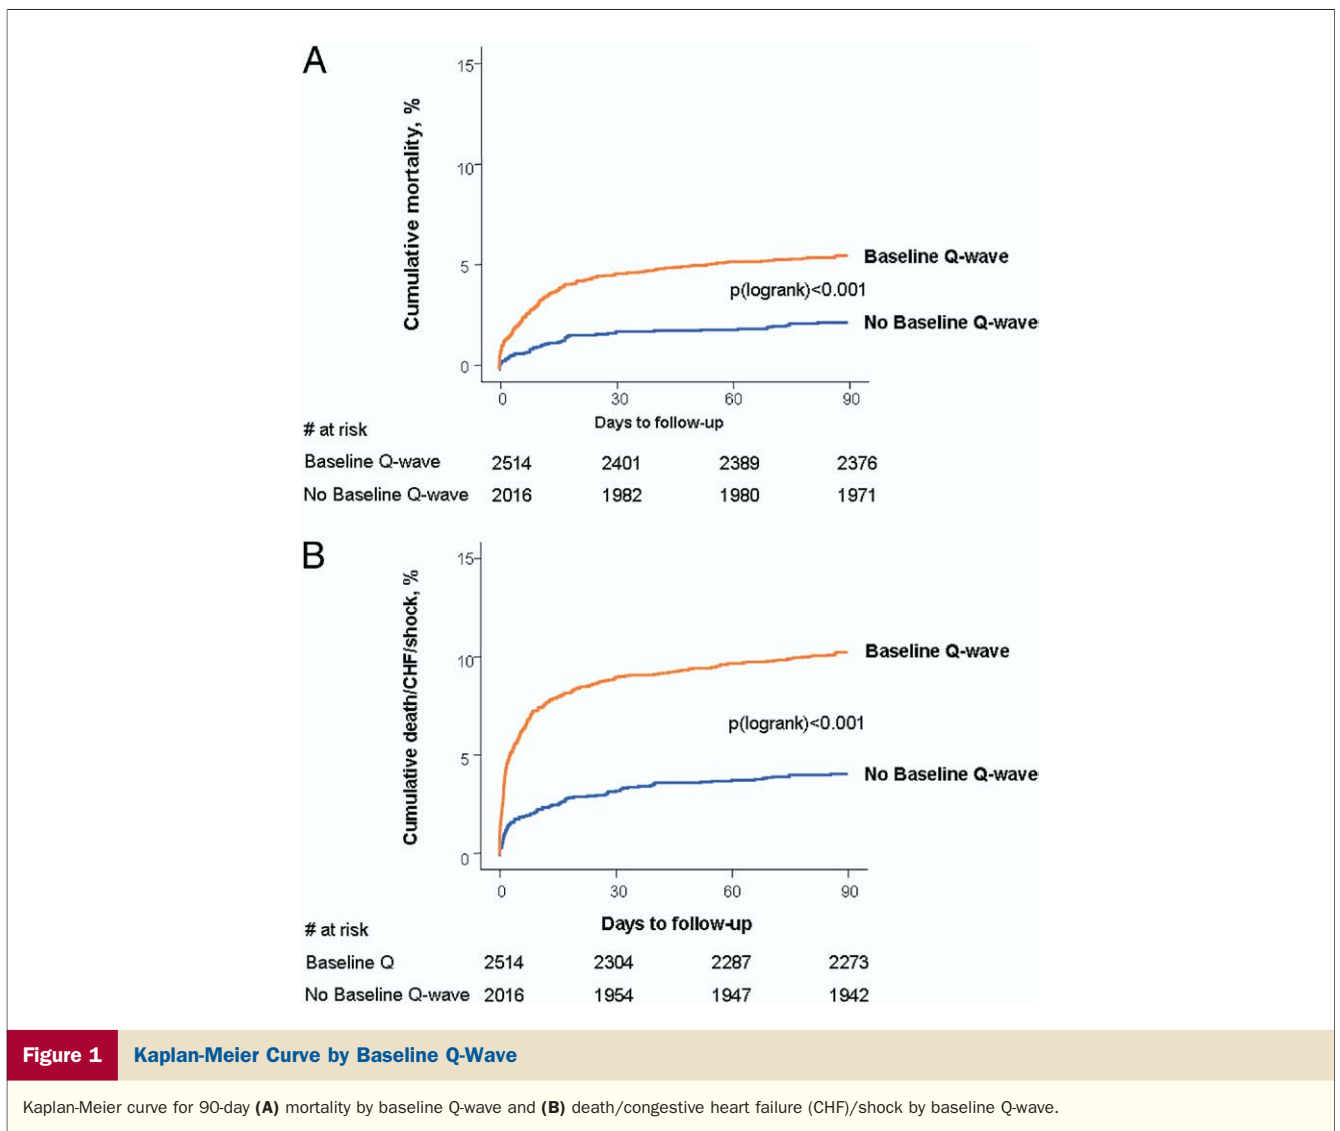 A
Cumulative mortality, %
15
10
5
0
Baseline Q-wave
p(logrank)<0.001
No Baseline Q-wave
0 30 60 90
Days to follow-up
# at risk
Baseline Q-wave 2514 2401 2389 2376
No Baseline Q-wave 2016 1982 1980 1971
B
Cumulative death/CHF/shock, %
15
10
5
0
Baseline Q-wave
p(logrank)<0.001
No Baseline Q-wave
0 30 60 90
Days to follow-up
# at risk
Baseline Q 2514 2304 2287 2273
No Baseline Q-wave 2016 1954 1947 1942
Figure 1 Kaplan-Meier Curve by Baseline Q-Wave
Kaplan-Meier curve for 90-day (A) mortality by baseline Q-wave and (B) death/congestive heart failure (CHF)/shock by baseline Q-wave.